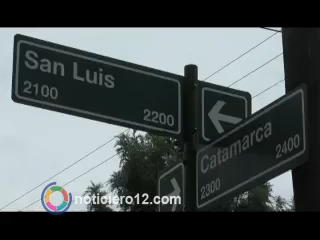 San Luis
2100 2200
Catamarca
2300 2400
noticiero12.com